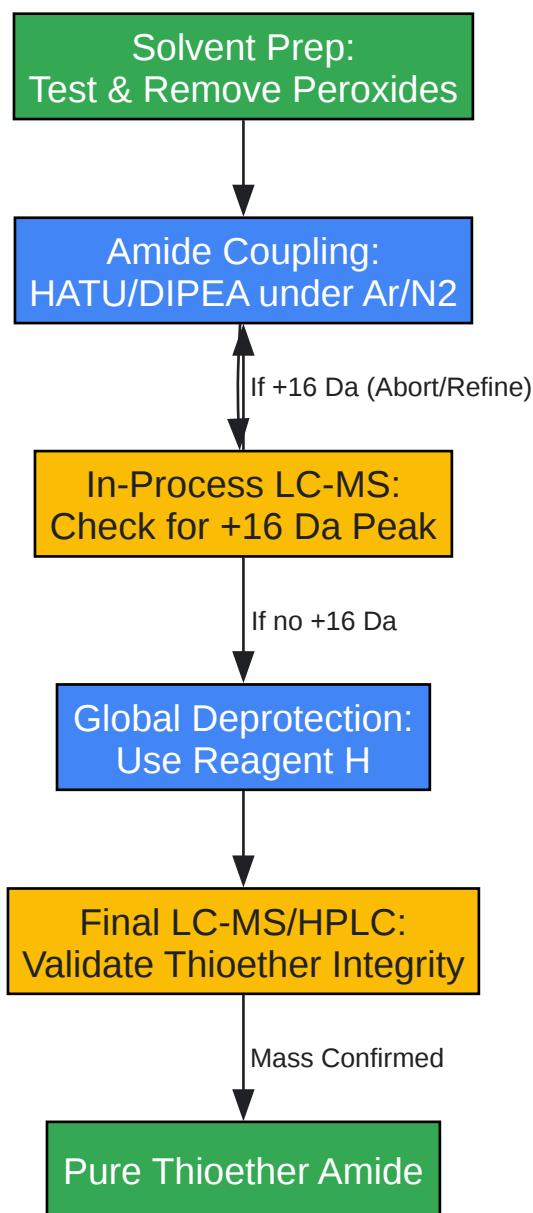 Solvent Prep:
Test & Remove Peroxides
Amide Coupling:
HATU/DIPEA under Ar/N2
If +16 Da (Abort/Refine)
In-Process LC-MS:
Check for +16 Da Peak
If no +16 Da
Global Deprotection:
Use Reagent H
Final LC-MS/HPLC:
Validate Thioether Integrity
Mass Confirmed
Pure Thioether Amide